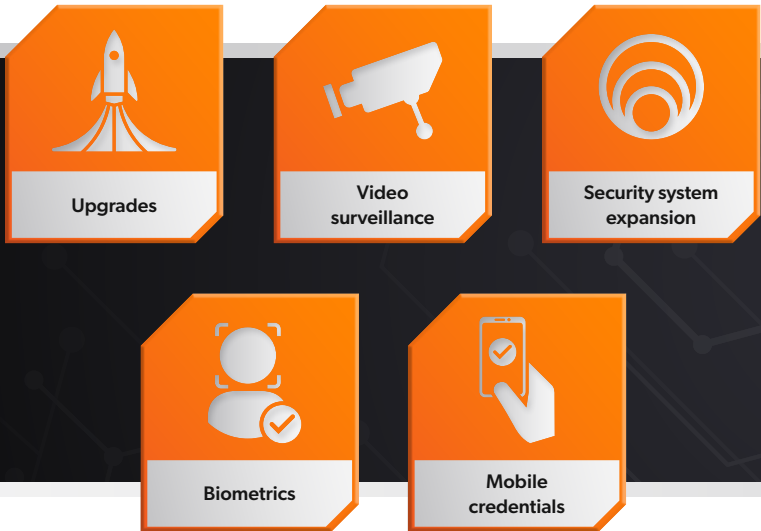 Upgrades
Video
surveillance
Security system
expansion
Biometrics
Mobile
credentials